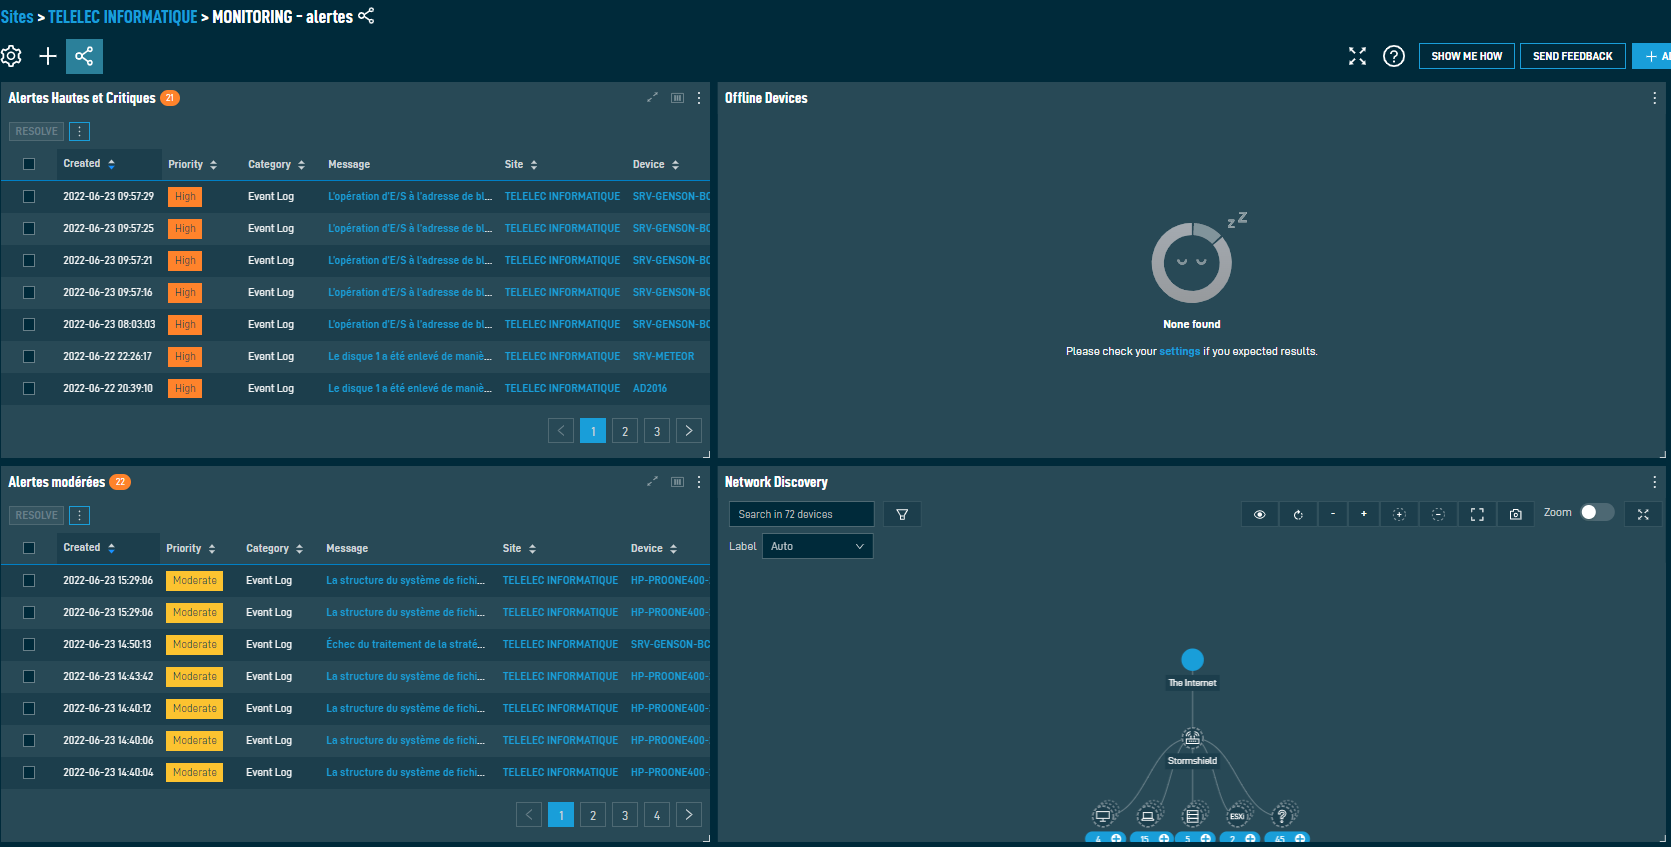 Sites > TELELEC INFORMATIQUE > MONITORING - alertes
SHOW ME HOW
SEND FEEDBACK
Alertes Hautes et Critiques 21
RESOLVE
Created Priority Category Message Site Device
2022-06-23 09:57:29 High Event Log L'opération d'E/S à l'adresse de bl... TELELEC INFORMATIQUE SRV-GENSON-BC
2022-06-23 09:57:25 High Event Log L'opération d'E/S à l'adresse de bl... TELELEC INFORMATIQUE SRV-GENSON-BC
2022-06-23 09:57:21 High Event Log L'opération d'E/S à l'adresse de bl... TELELEC INFORMATIQUE SRV-GENSON-BC
2022-06-23 09:57:16 High Event Log L'opération d'E/S à l'adresse de bl... TELELEC INFORMATIQUE SRV-GENSON-BC
2022-06-23 08:03:03 High Event Log L'opération d'E/S à l'adresse de bl... TELELEC INFORMATIQUE SRV-GENSON-BC
2022-06-22 22:26:17 High Event Log Le disque 1 a été enlevé de maniè... TELELEC INFORMATIQUE SRV-METEOR
2022-06-22 20:39:10 High Event Log Le disque 1 a été enlevé de maniè... TELELEC INFORMATIQUE AD2016
< 1 2 3 >
Offline Devices
z Z
None found
Please check your settings if you expected results.
Alertes modérées 22
RESOLVE
Created Priority Category Message Site Device
2022-06-23 15:29:06 Moderate Event Log La structure du système de fichi... TELELEC INFORMATIQUE HP-PROONE400-
2022-06-23 15:29:06 Moderate Event Log La structure du système de fichi... TELELEC INFORMATIQUE HP-PROONE400-
2022-06-23 14:50:13 Moderate Event Log Échec du traitement de la straté... TELELEC INFORMATIQUE SRV-GENSON-BC
2022-06-23 14:43:42 Moderate Event Log La structure du système de fichi... TELELEC INFORMATIQUE HP-PROONE400-
2022-06-23 14:40:12 Moderate Event Log La structure du système de fichi... TELELEC INFORMATIQUE HP-PROONE400-
2022-06-23 14:40:06 Moderate Event Log La structure du système de fichi... TELELEC INFORMATIQUE HP-PROONE400-
2022-06-23 14:40:04 Moderate Event Log La structure du système de fichi... TELELEC INFORMATIQUE HP-PROONE400-
< 1 2 3 4 >
Network Discovery
Search in 72 devices
Zoom
Label Auto
The Internet
Stormshield
ESXi ?
4 15 5 2 45